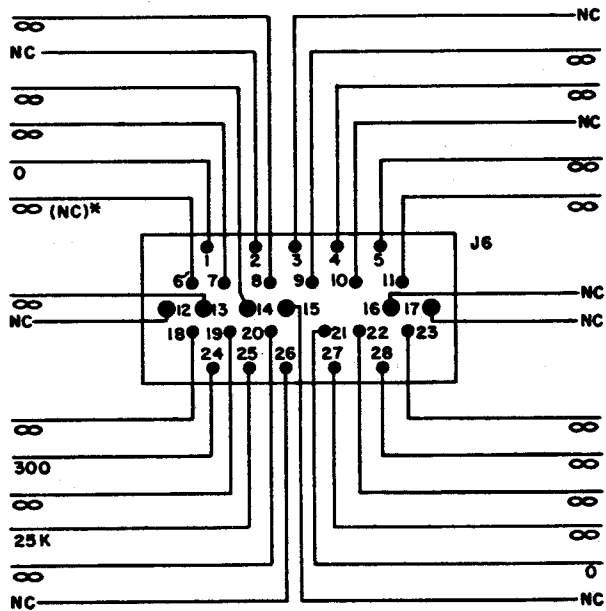 ∞ NC
NC ∞
∞ ∞
∞ NC
0 ∞
∞ (NC)* ∞
J6
1 2 3 4 5
6 7 8 9 10 11
∞ NC
NC 12 13 14 15 16 17 NC
18 19 20 21 22 23
24 25 26 27 28
∞ ∞
300 ∞
∞ ∞
25K ∞
∞ 0
NC NC